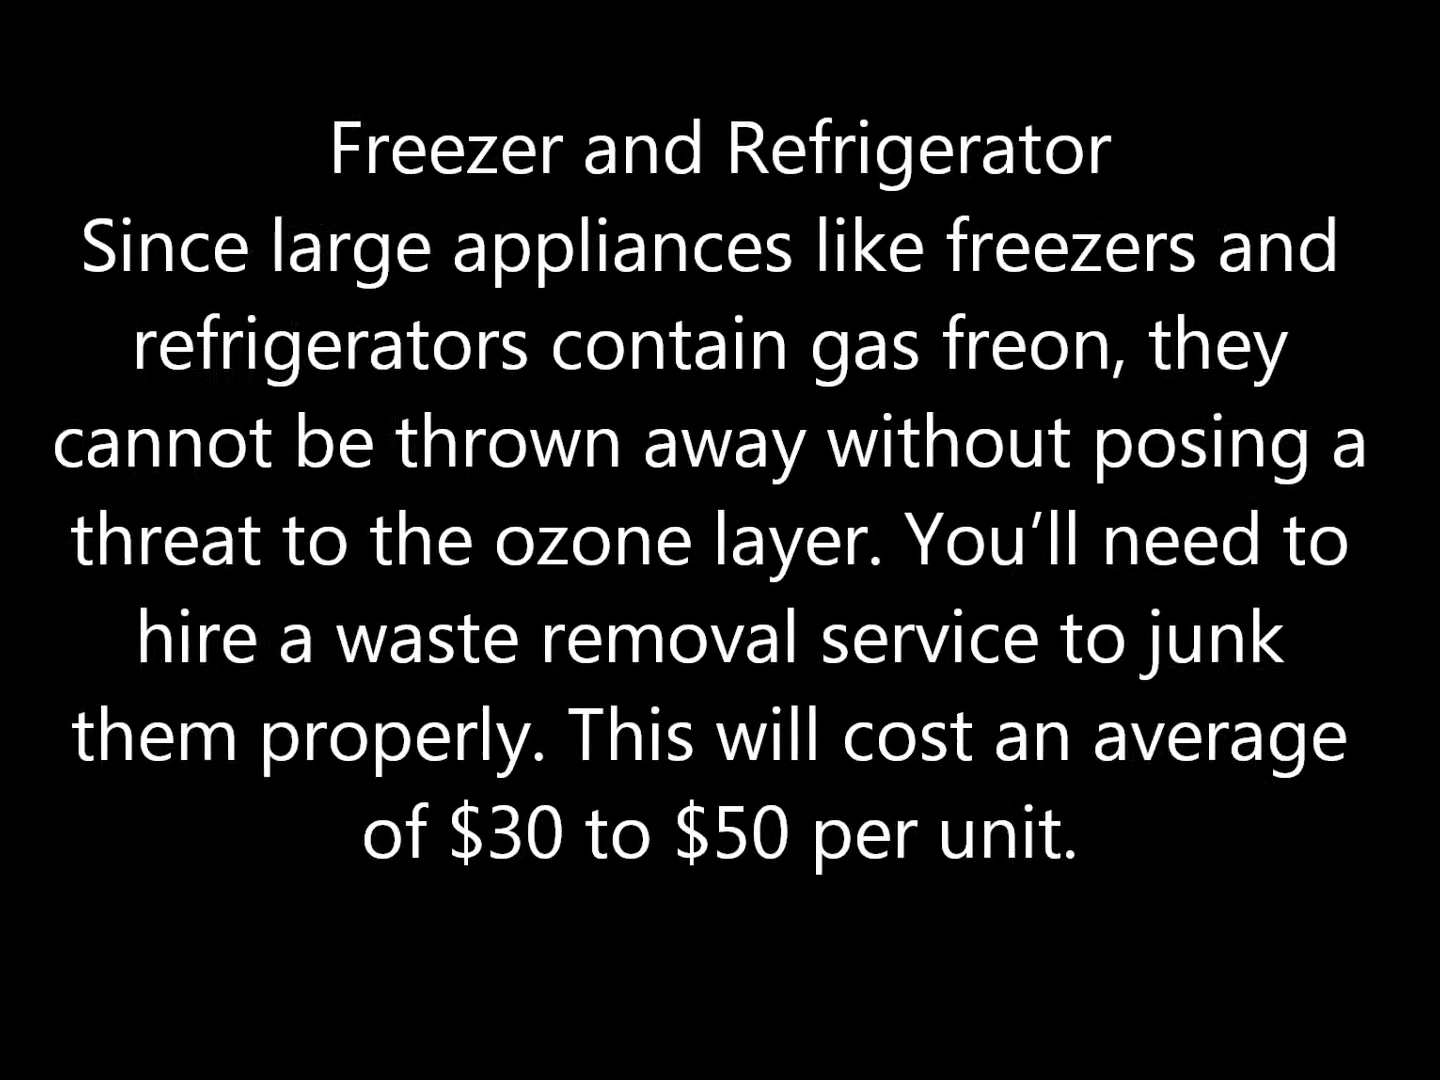 Freezer and Refrigerator
Since large appliances like freezers and
refrigerators contain gas freon, they
cannot be thrown away without posing a
threat to the ozone layer. You’ll need to
hire a waste removal service to junk
them properly. This will cost an average
of $30 to $50 per unit.